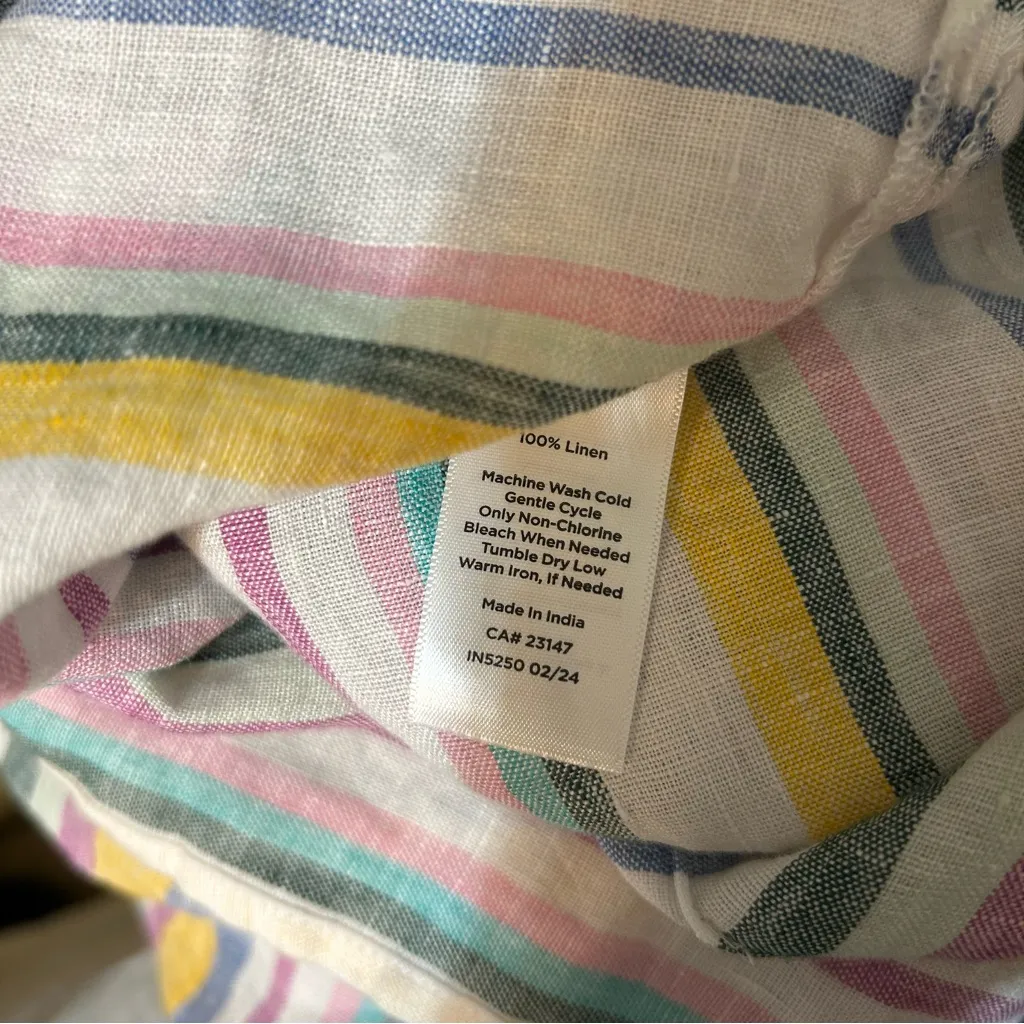 100% Linen
Machine Wash Cold
Gentle Cycle
Only Non-Chlorine
Bleach When Needed
Tumble Dry Low
Warm Iron, If Needed
Made In India
CA# 23147
IN5250 02/24